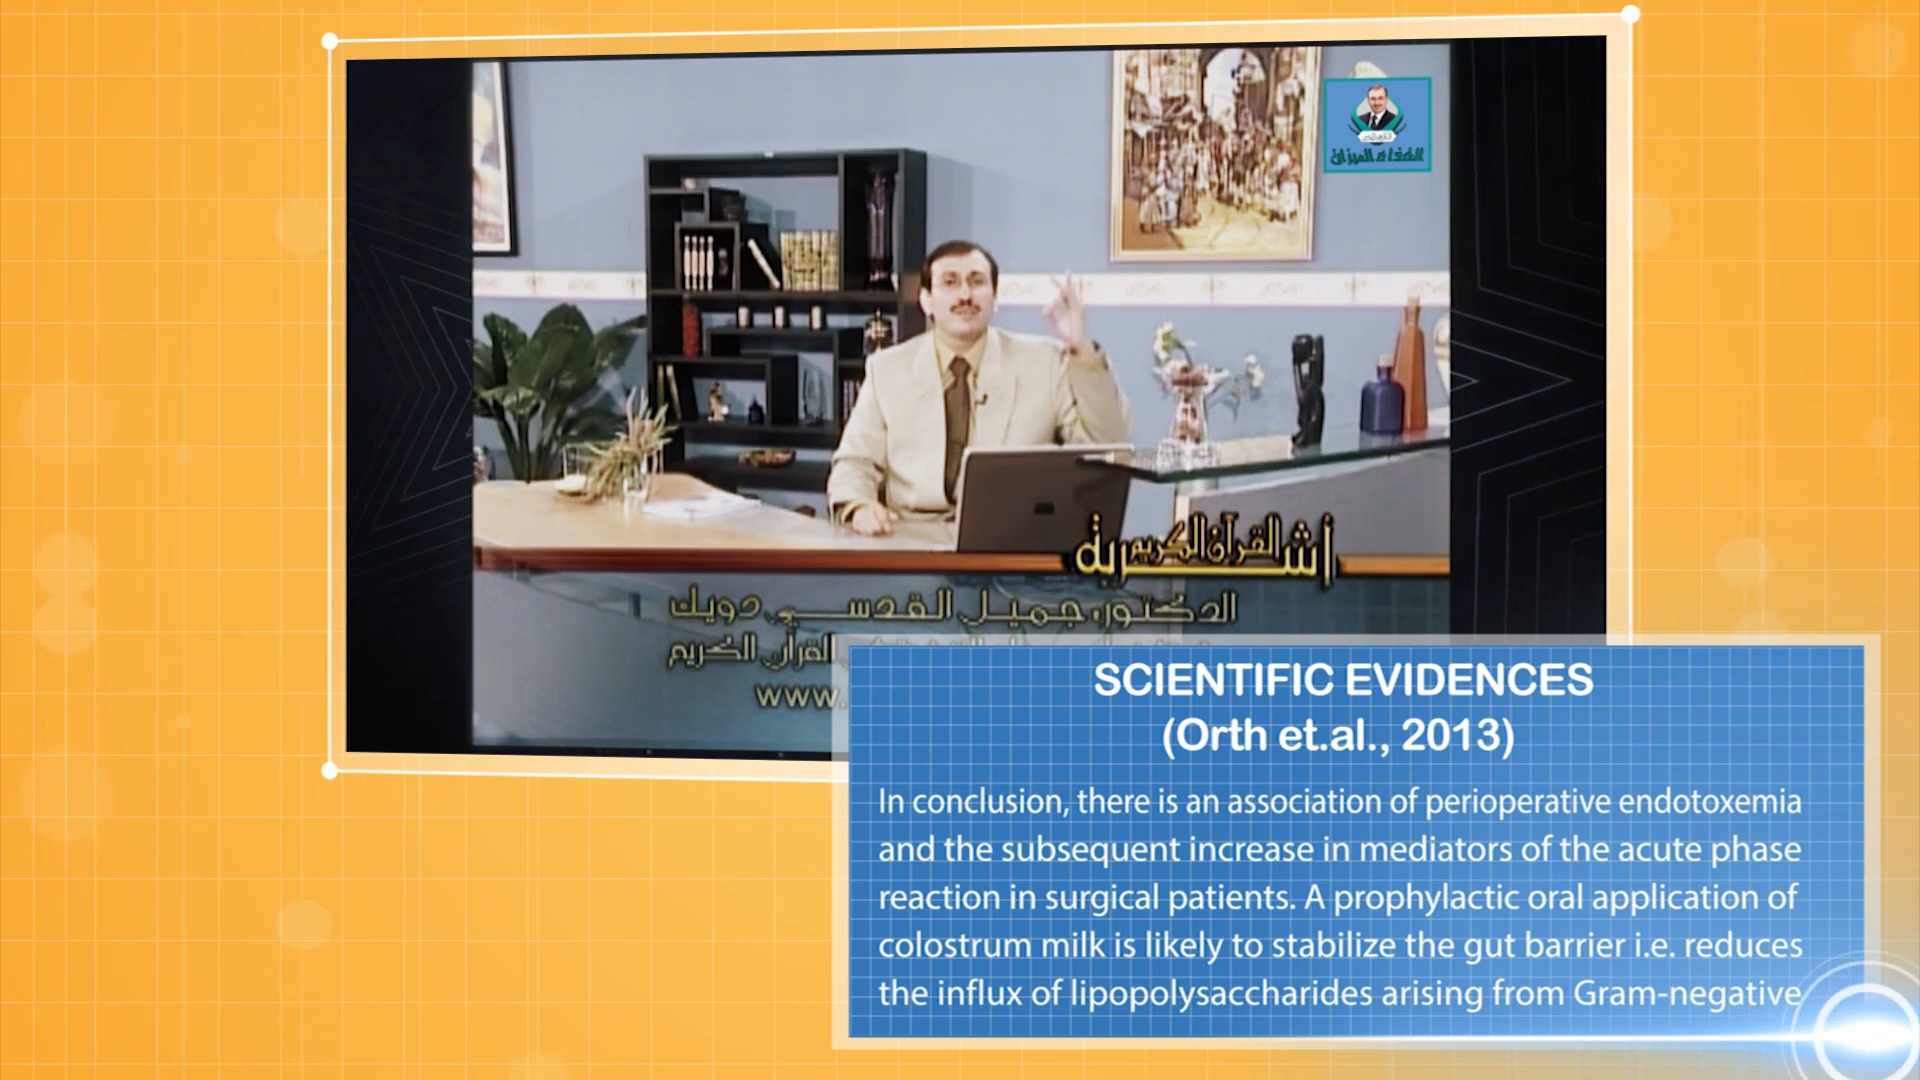 الغذاء الميزان
أشربة القرآن الكريم
الدكتور جميل القدسي دويك
القرآن الكريم
www.
SCIENTIFIC EVIDENCES
(Orth et.al., 2013)
In conclusion, there is an association of perioperative endotoxemia
and the subsequent increase in mediators of the acute phase
reaction in surgical patients. A prophylactic oral application of
colostrum milk is likely to stabilize the gut barrier i.e. reduces
the influx of lipopolysaccharides arising from Gram-negative